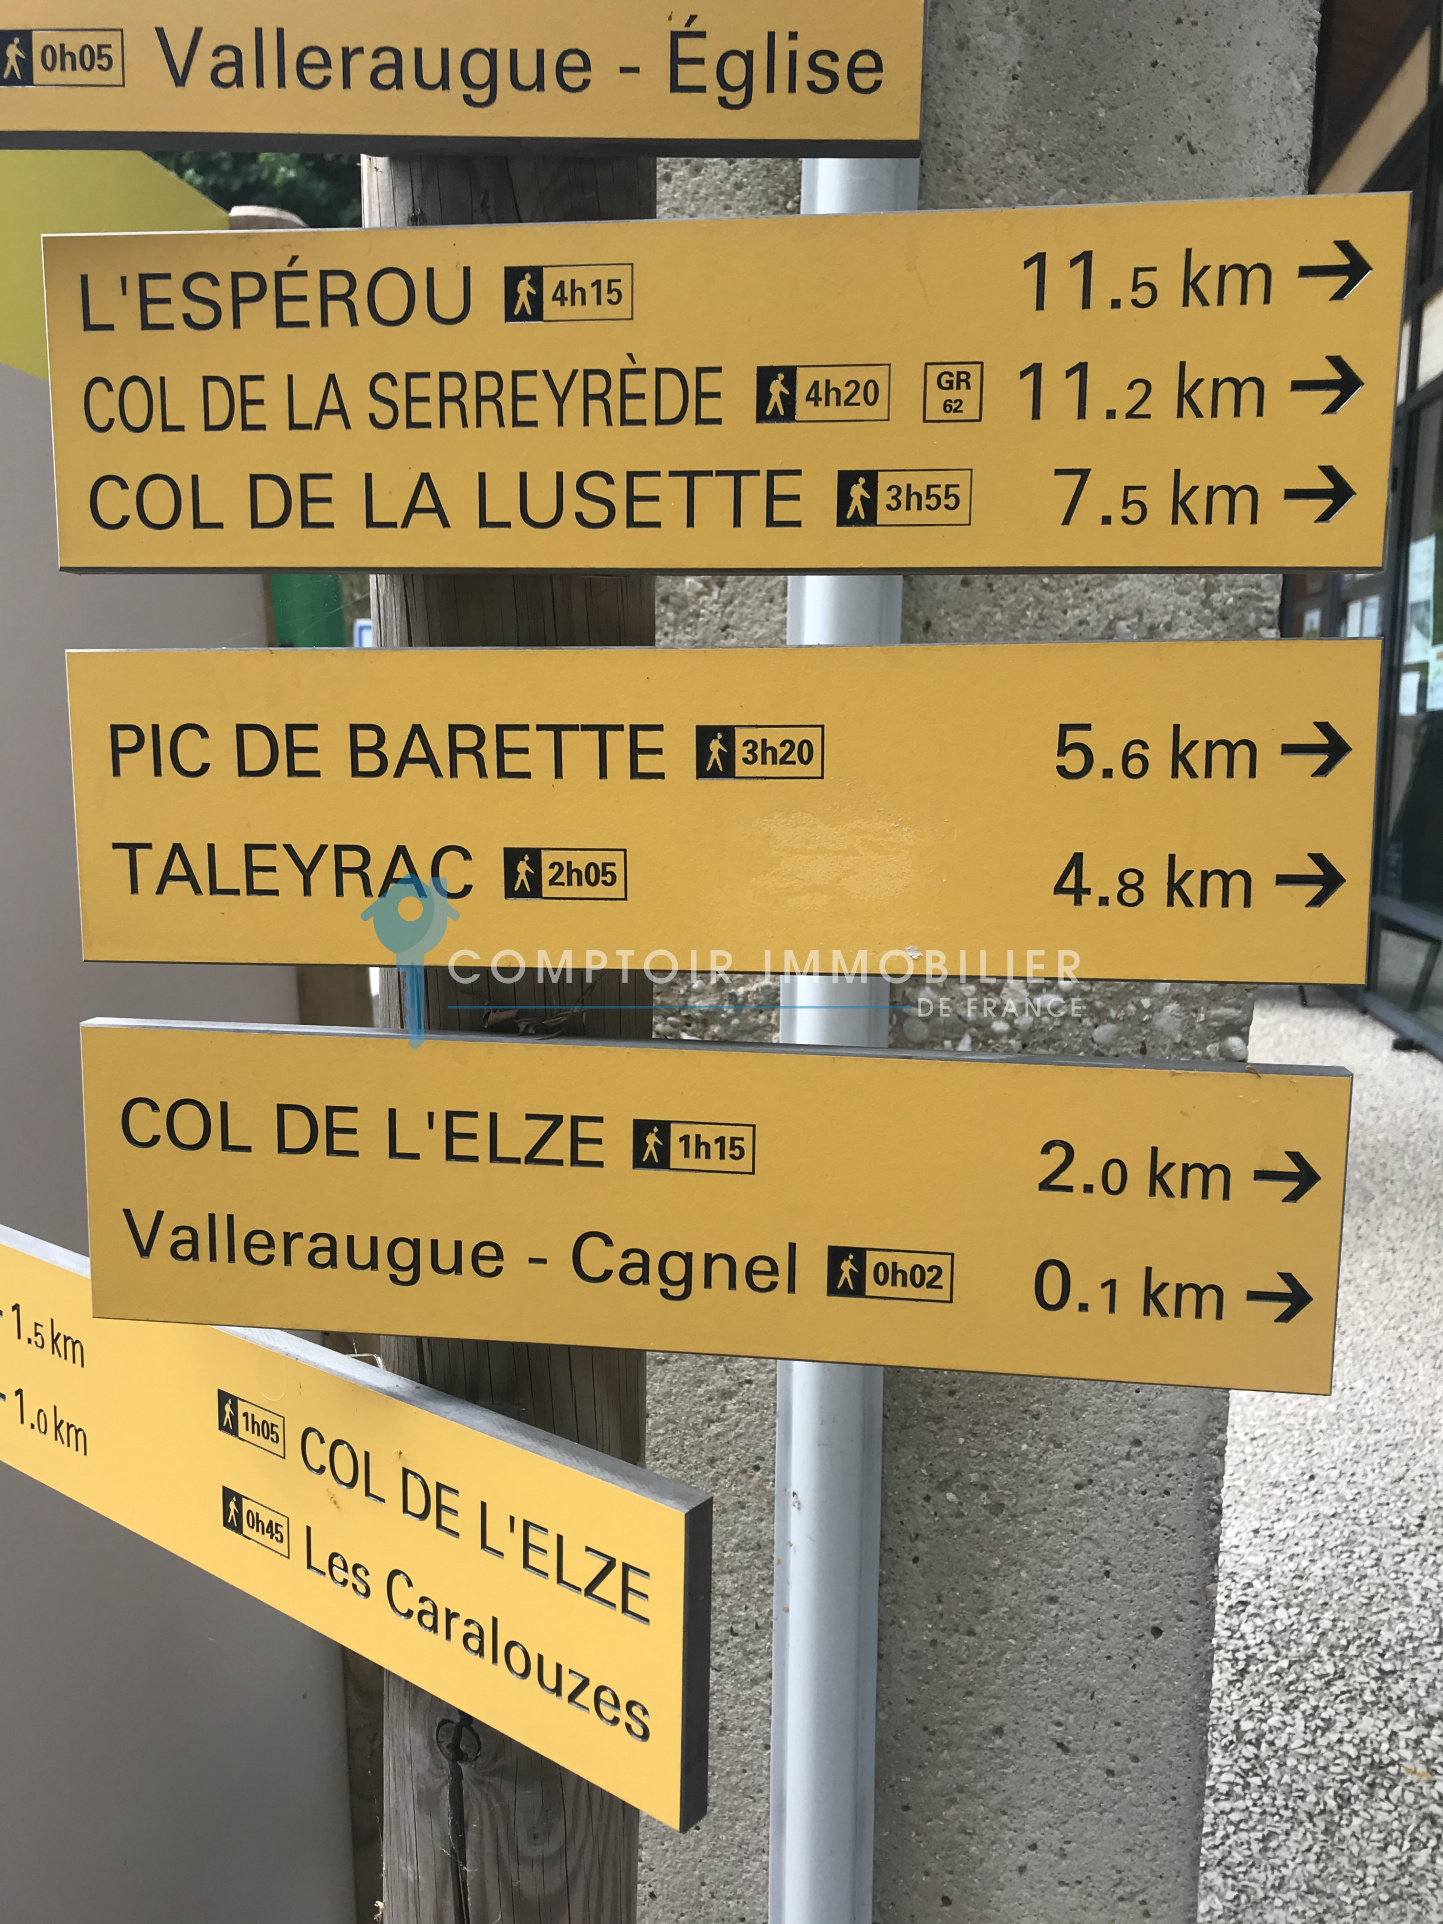 0h05 Valleraugue - Église
L'ESPÉROU 4h15 11.5 km →
COL DE LA SERREYRÈDE 4h20 GR 62 11.2 km →
COL DE LA LUSETTE 3h55 7.5 km →
PIC DE BARETTE 3h20 5.6 km →
TALEYRAC 2h05 4.8 km →
COMPTOIR IMMOBILIER
DE FRANCE
COL DE L'ELZE 1h15 2.0 km →
Valleraugue - Cagnel 0h02 0.1 km →
1.5 km 1h05 COL DE L'ELZE
1.0 km 0h45 Les Caralouzes